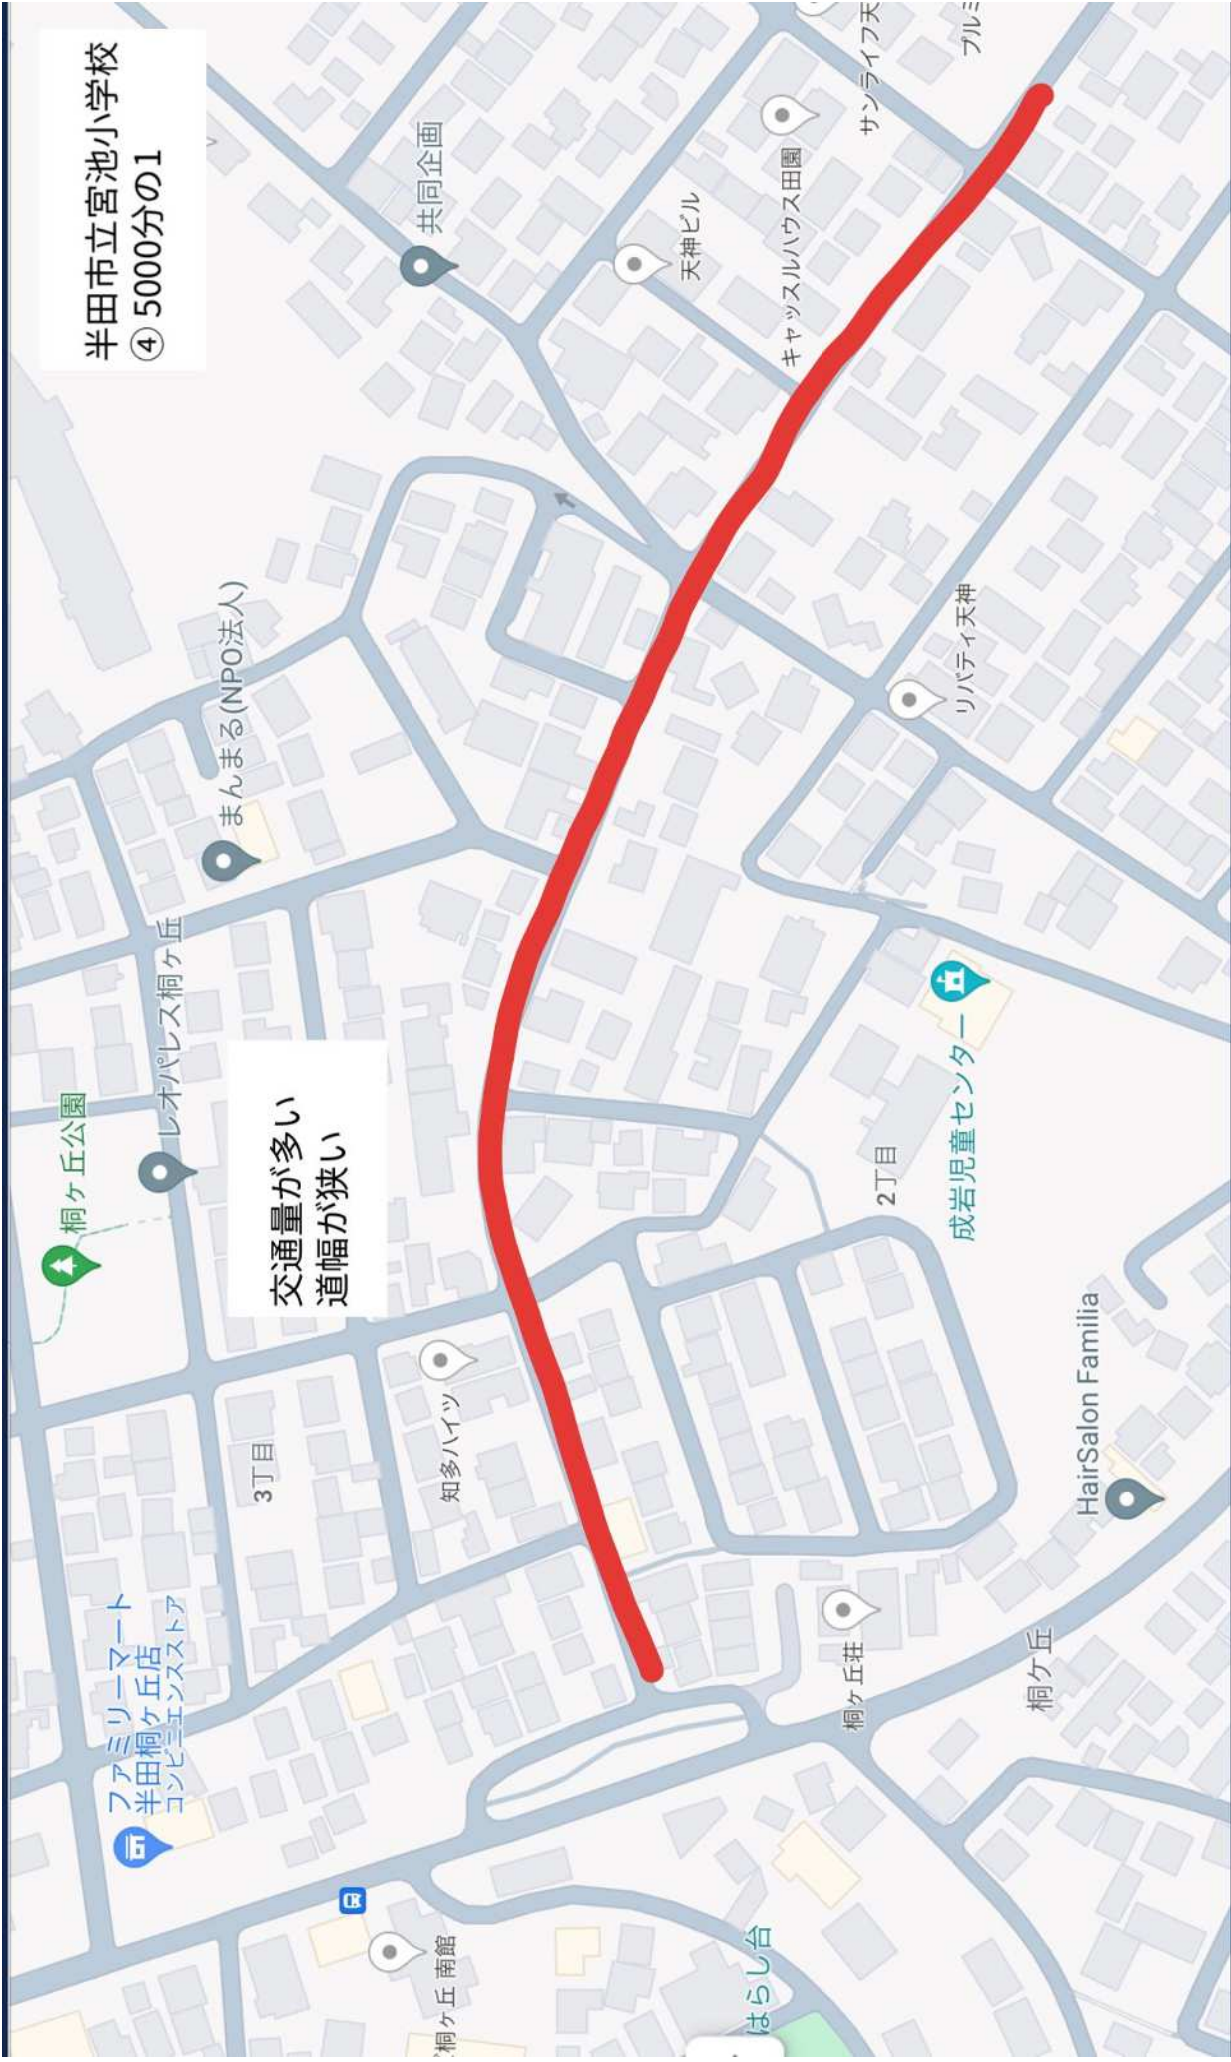 半田市立宮池小学校
④ 5000分の1
交通量が多い
道幅が狭い
ファミリーマート
半田桐ヶ丘店
コンビニエンスストア
桐ヶ丘公園
レオパレス桐ヶ丘
まんまる(NPO法人)
共同企画
3丁目
知多ハイツ
天神ビル
キャッスルハウス田園
サンライフ天
プルミ
桐ヶ丘 南館
はらし台
桐ヶ丘荘
2丁目
成岩児童センター
リバティ天神
桐ケ丘
HairSalon Familia